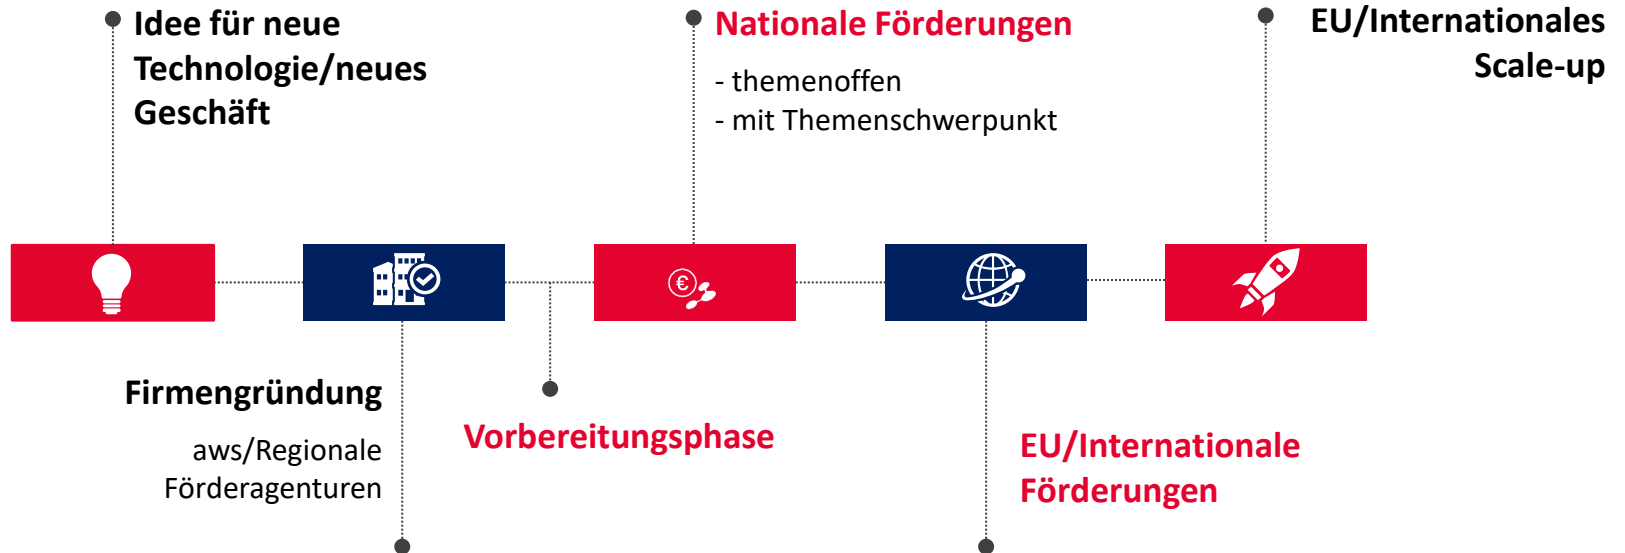 Idee für neue
Technologie/neues
Geschäft
Nationale Förderungen
- themenoffen
- mit Themenschwerpunkt
EU/Internationales
Scale-up
€
Firmengründung
aws/Regionale
Förderagenturen
Vorbereitungsphase
EU/Internationale
Förderungen